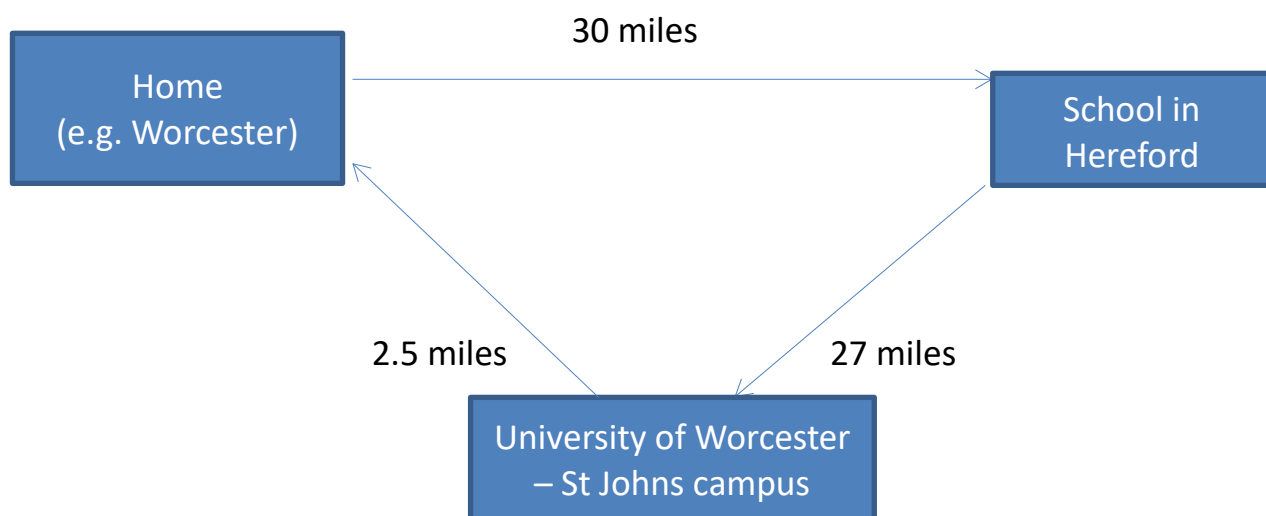 30 miles
Home
(e.g. Worcester)
School in
Hereford
2.5 miles
27 miles
University of Worcester
– St Johns campus